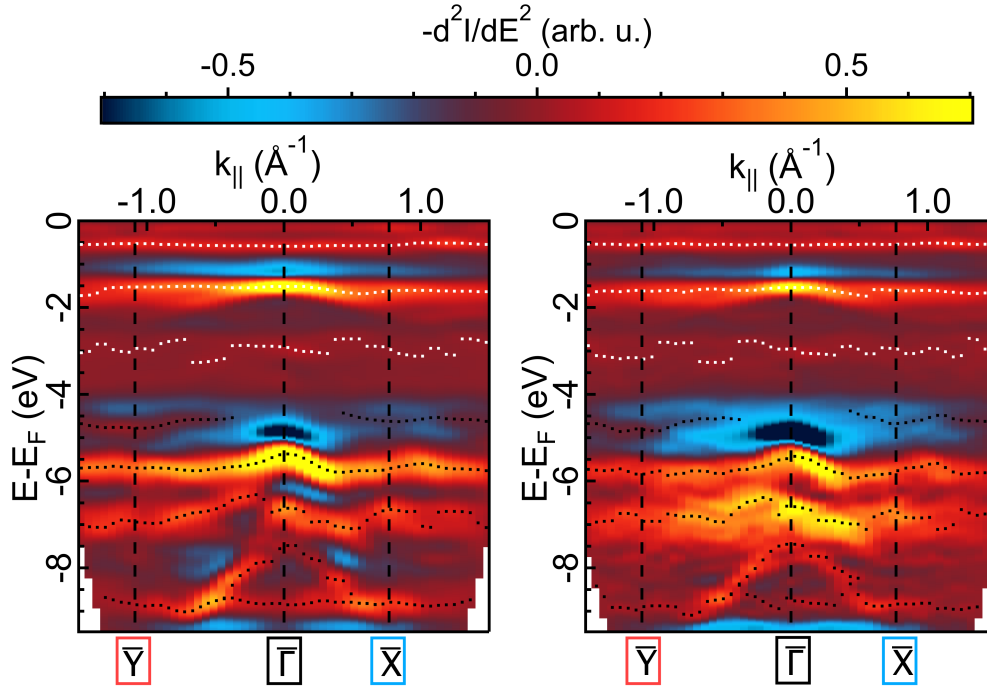 -d²I/dE² (arb. u.)
-0.5 0.0 0.5
k|| (Å⁻¹) k|| (Å⁻¹)
-1.0 0.0 1.0 -1.0 0.0 1.0
E-E_F (eV) E-E_F (eV)
0 0
-2 -2
-4 -4
-6 -6
-8 -8
Y̅ Γ̅ X̅ Y̅ Γ̅ X̅